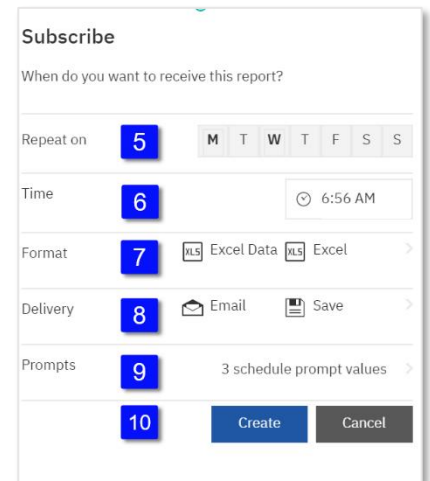 Subscribe
When do you want to receive this report?
Repeat on 5 M T W T F S S
Time 6 6:56 AM
Format 7 XLS Excel Data XLS Excel
Delivery 8 Email Save
Prompts 9 3 schedule prompt values
10 Create Cancel